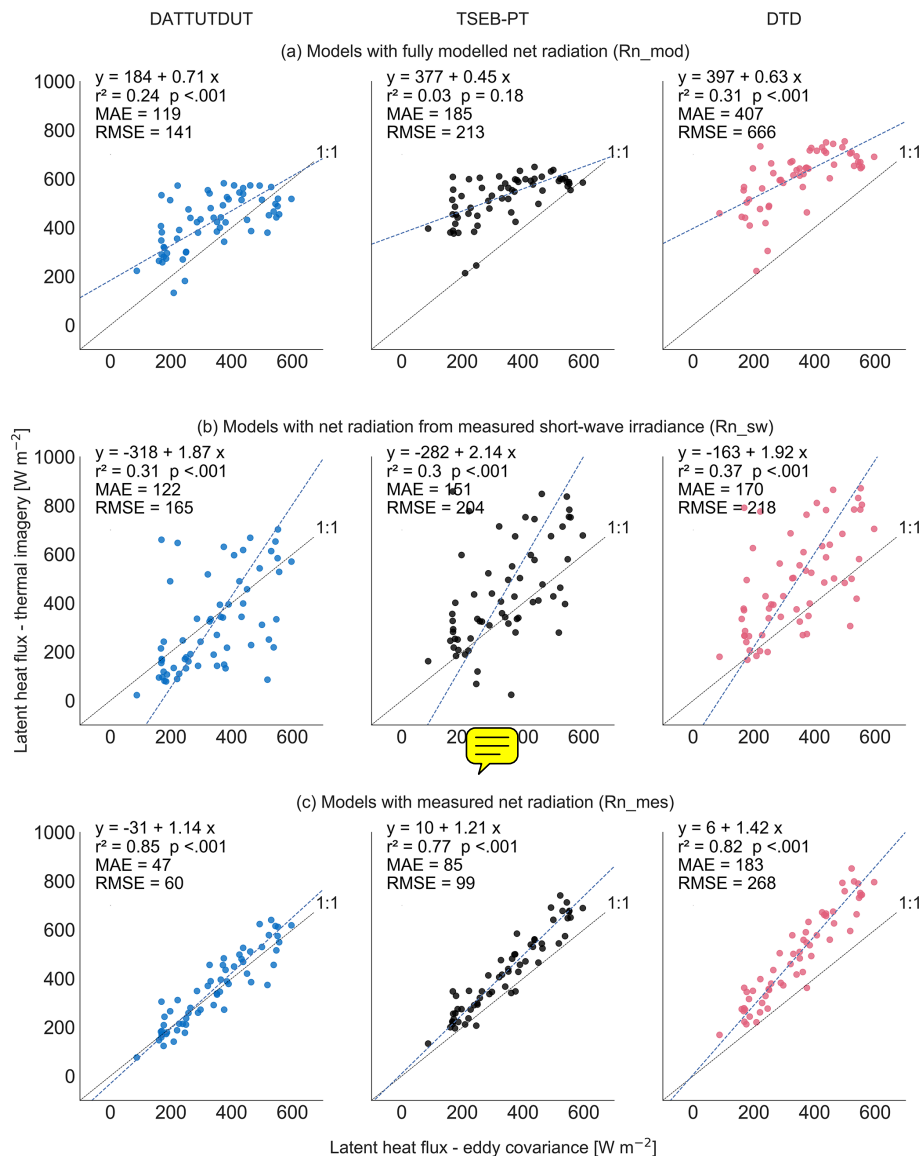 DATTUTDUT TSEB-PT DTD
(a) Models with fully modelled net radiation (Rn_mod)
y = 184 + 0.71 x
r² = 0.24 p <.001
MAE = 119
RMSE = 141
y = 377 + 0.45 x
r² = 0.03 p = 0.18
MAE = 185
RMSE = 213
y = 397 + 0.63 x
r² = 0.31 p <.001
MAE = 407
RMSE = 666
1:1 1:1 1:1
1000
800
600
400
200
0
0 200 400 600 0 200 400 600 0 200 400 600
Latent heat flux - thermal imagery [W m⁻²]
(b) Models with net radiation from measured short-wave irradiance (Rn_sw)
y = -318 + 1.87 x
r² = 0.31 p <.001
MAE = 122
RMSE = 165
y = -282 + 2.14 x
r² = 0.3 p <.001
MAE = 151
RMSE = 204
y = -163 + 1.92 x
r² = 0.37 p <.001
MAE = 170
RMSE = 218
1:1 1:1 1:1
1000
800
600
400
200
0
0 200 400 600 0 20 600 0 200 400 600
(c) Models with measured net radiation (Rn_mes)
y = -31 + 1.14 x
r² = 0.85 p <.001
MAE = 47
RMSE = 60
y = 10 + 1.21 x
r² = 0.77 p <.001
MAE = 85
RMSE = 99
y = 6 + 1.42 x
r² = 0.82 p <.001
MAE = 183
RMSE = 268
1:1 1:1 1:1
1000
800
600
400
200
0
0 200 400 600 0 200 400 600 0 200 400 600
Latent heat flux - eddy covariance [W m⁻²]